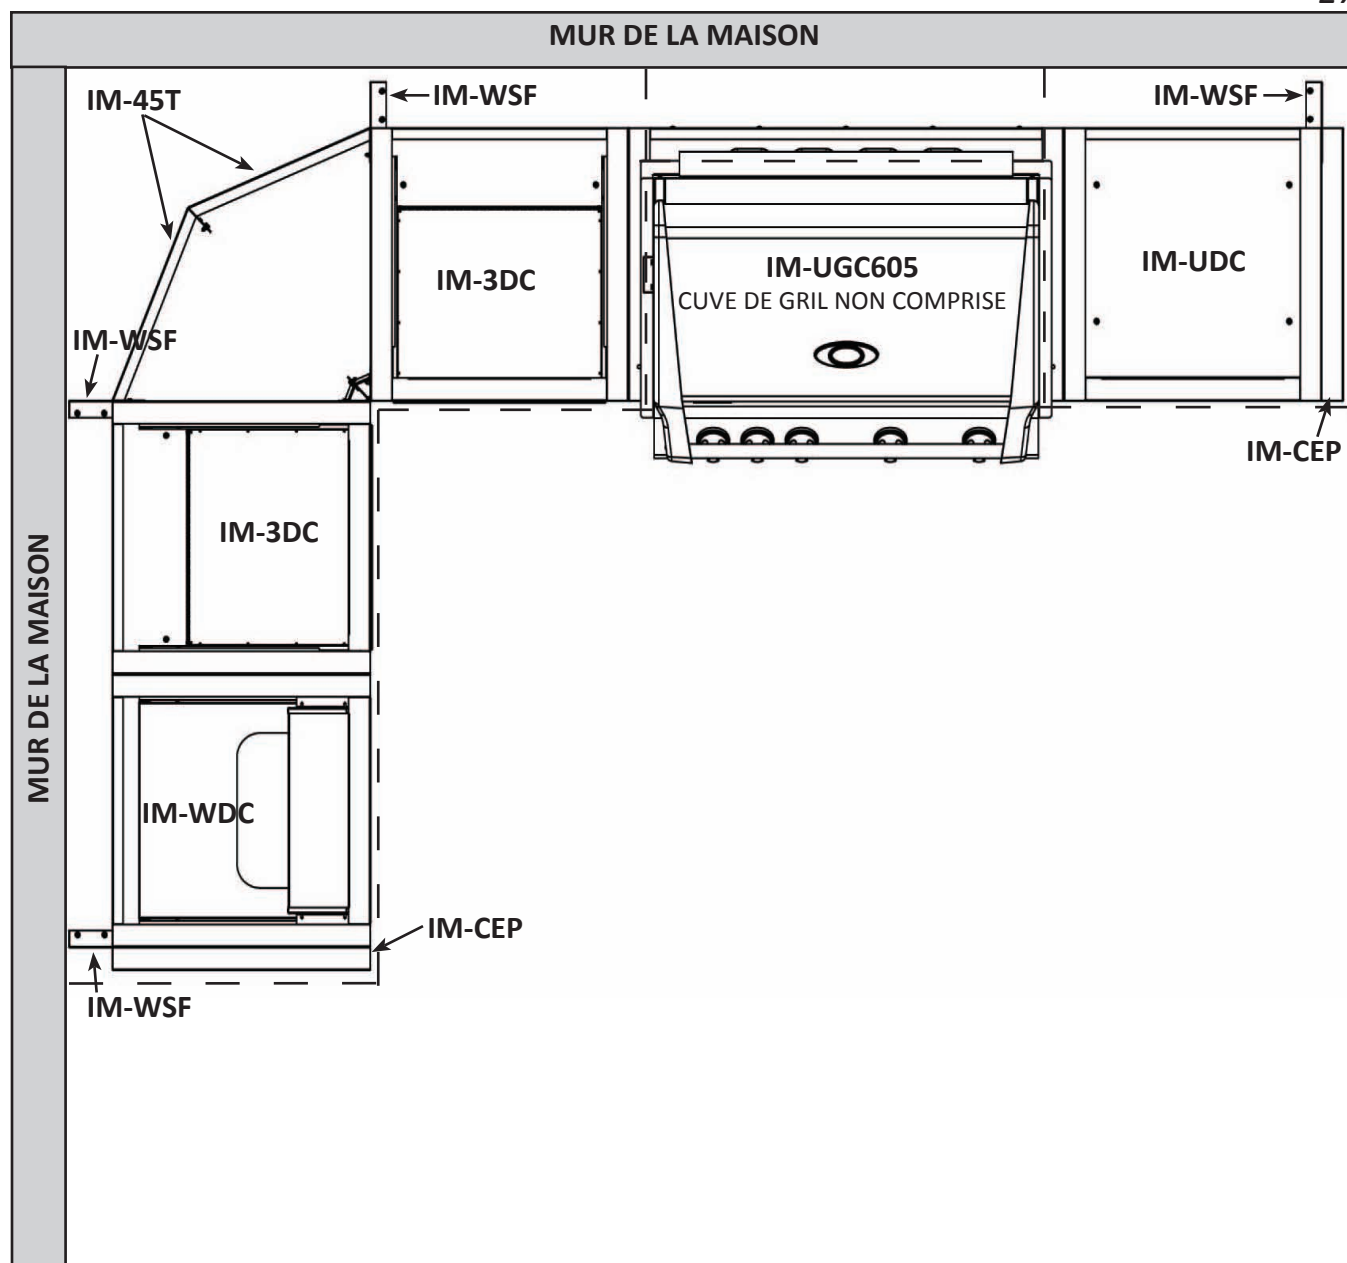 MUR DE LA MAISON
IM-45T
IM-WSF
IM-WSF
IM-3DC
IM-UGC605
CUVE DE GRIL NON COMPRISE
IM-UDC
IM-WSF
IM-CEP
IM-3DC
MUR DE LA MAISON
IM-WDC
IM-CEP
IM-WSF